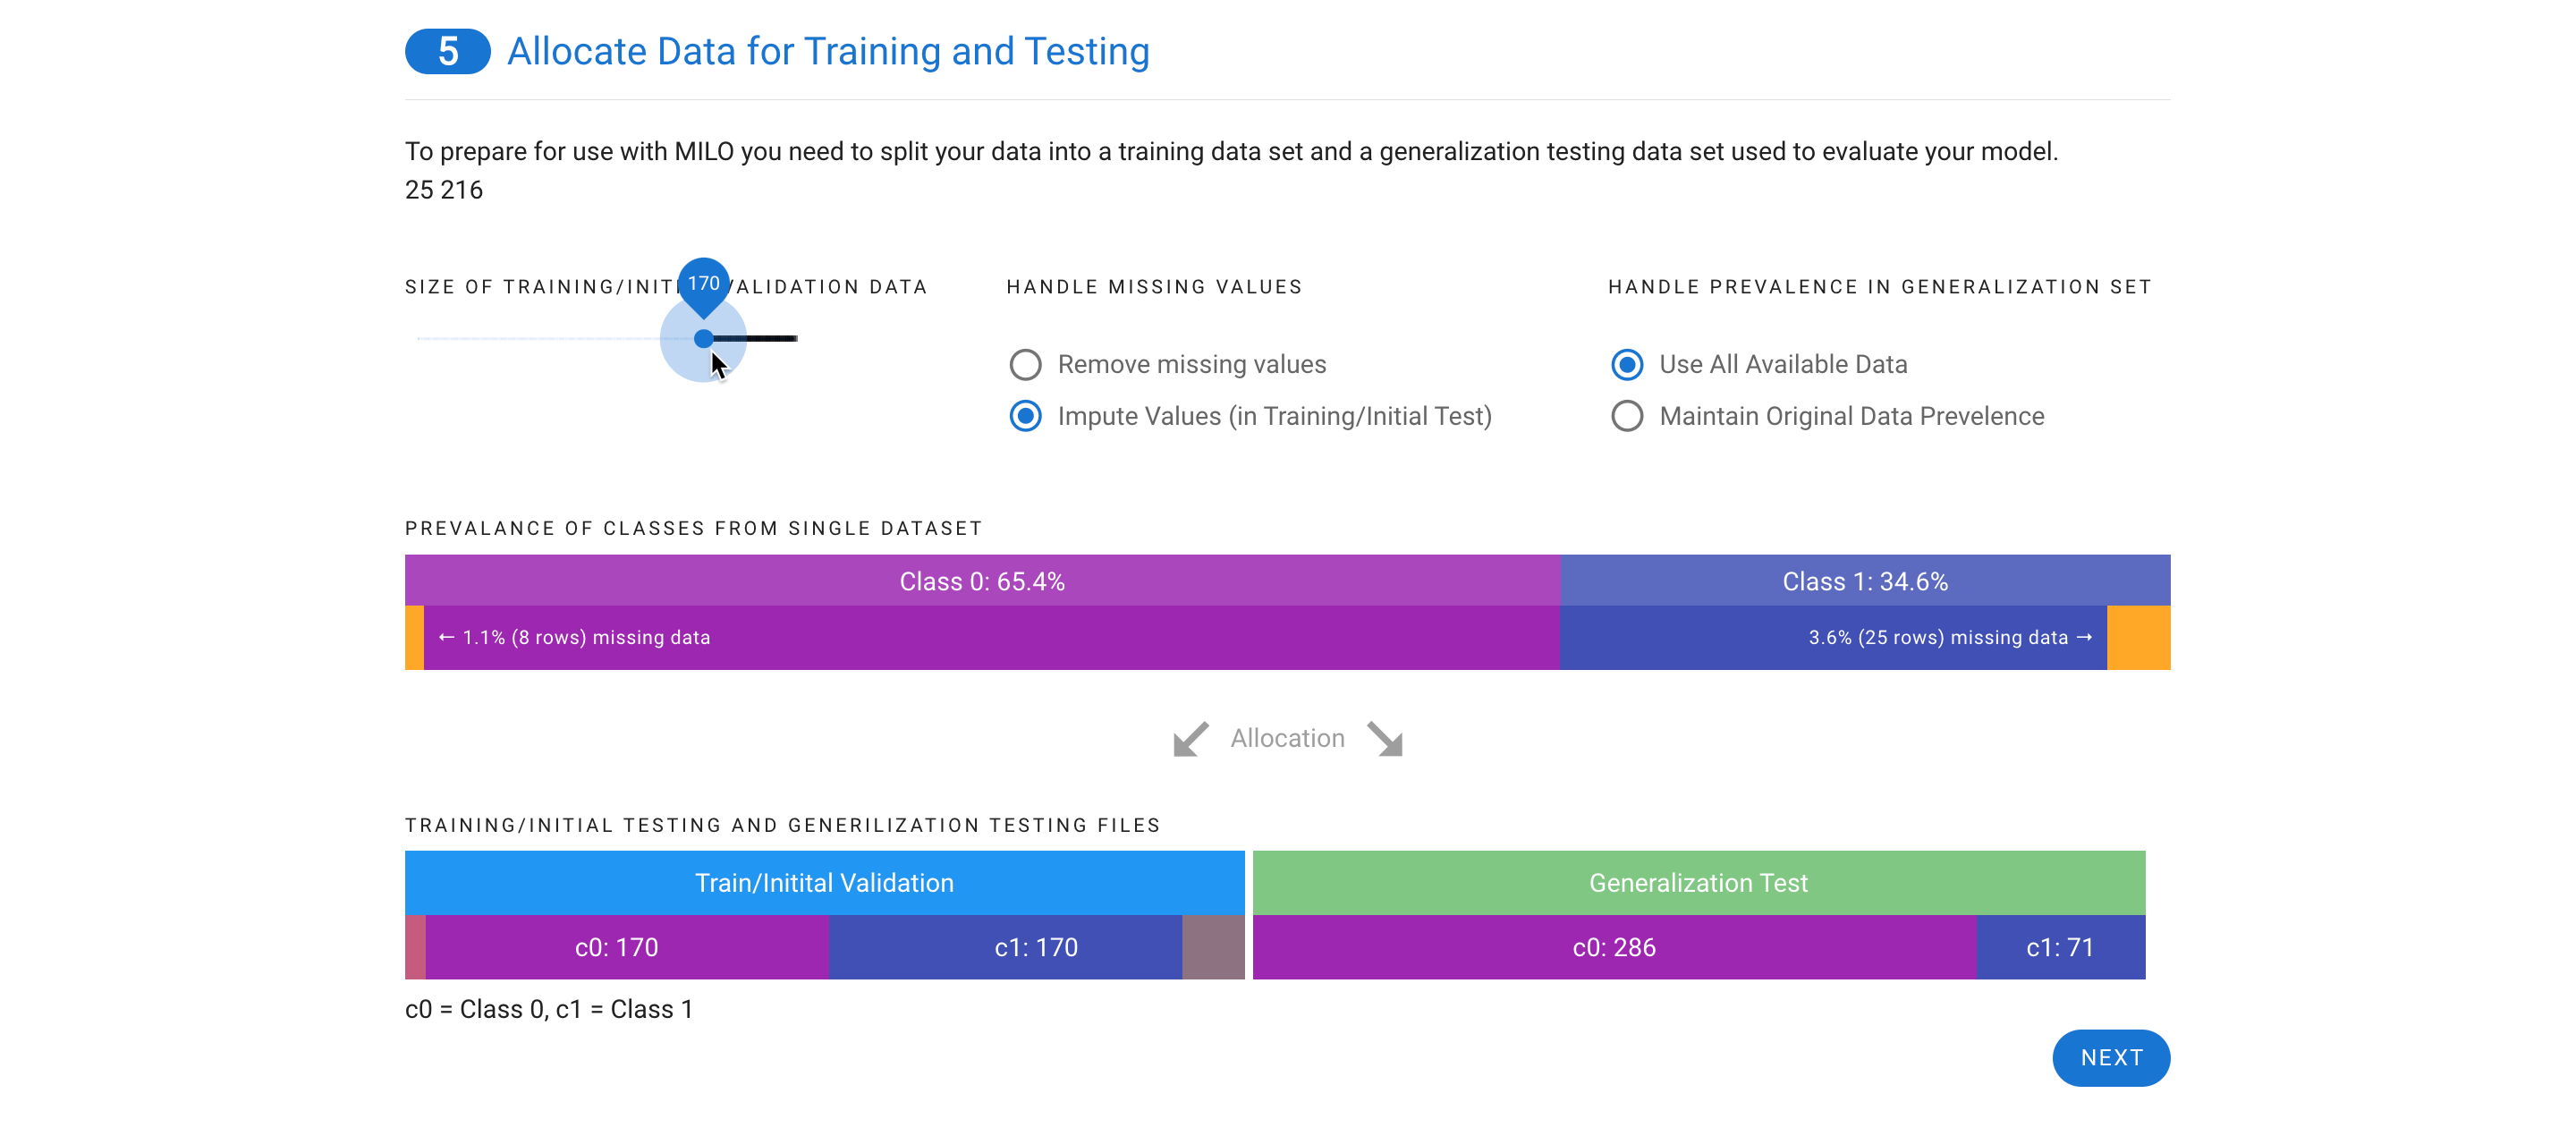 5 Allocate Data for Training and Testing
To prepare for use with MILO you need to split your data into a training data set and a generalization testing data set used to evaluate your model.
25 216
SIZE OF TRAINING/INITI VALIDATION DATA
170
HANDLE MISSING VALUES
Remove missing values
Impute Values (in Training/Initial Test)
HANDLE PREVALENCE IN GENERALIZATION SET
Use All Available Data
Maintain Original Data Prevelence
PREVALANCE OF CLASSES FROM SINGLE DATASET
Class 0: 65.4%
Class 1: 34.6%
← 1.1% (8 rows) missing data
3.6% (25 rows) missing data →
Allocation
TRAINING/INITIAL TESTING AND GENERILIZATION TESTING FILES
Train/Initital Validation
Generalization Test
c0: 170
c1: 170
c0: 286
c1: 71
c0 = Class 0, c1 = Class 1
NEXT